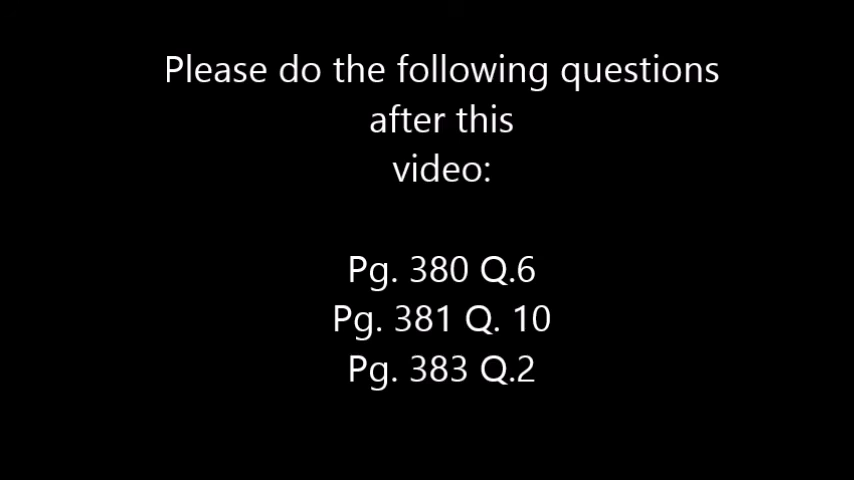 Please do the following questions
after this
video:
Pg. 380 Q.6
Pg. 381 Q. 10
Pg. 383 Q.2